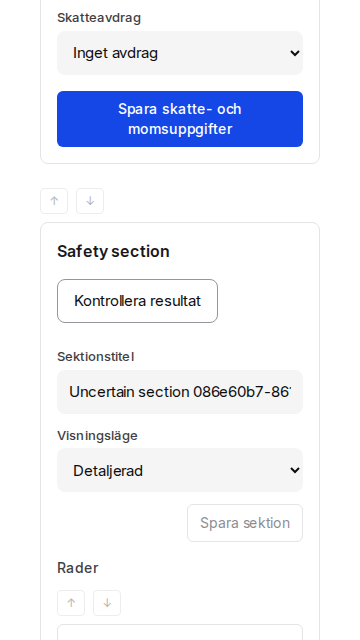 Skatteavdrag
Inget avdrag
Spara skatte- och
momsuppgifter
↑ ↓
Safety section
Kontrollera resultat
Sektionstitel
Uncertain section 086e60b7-86
Visningsläge
Detaljerad
Spara sektion
Rader
↑ ↓